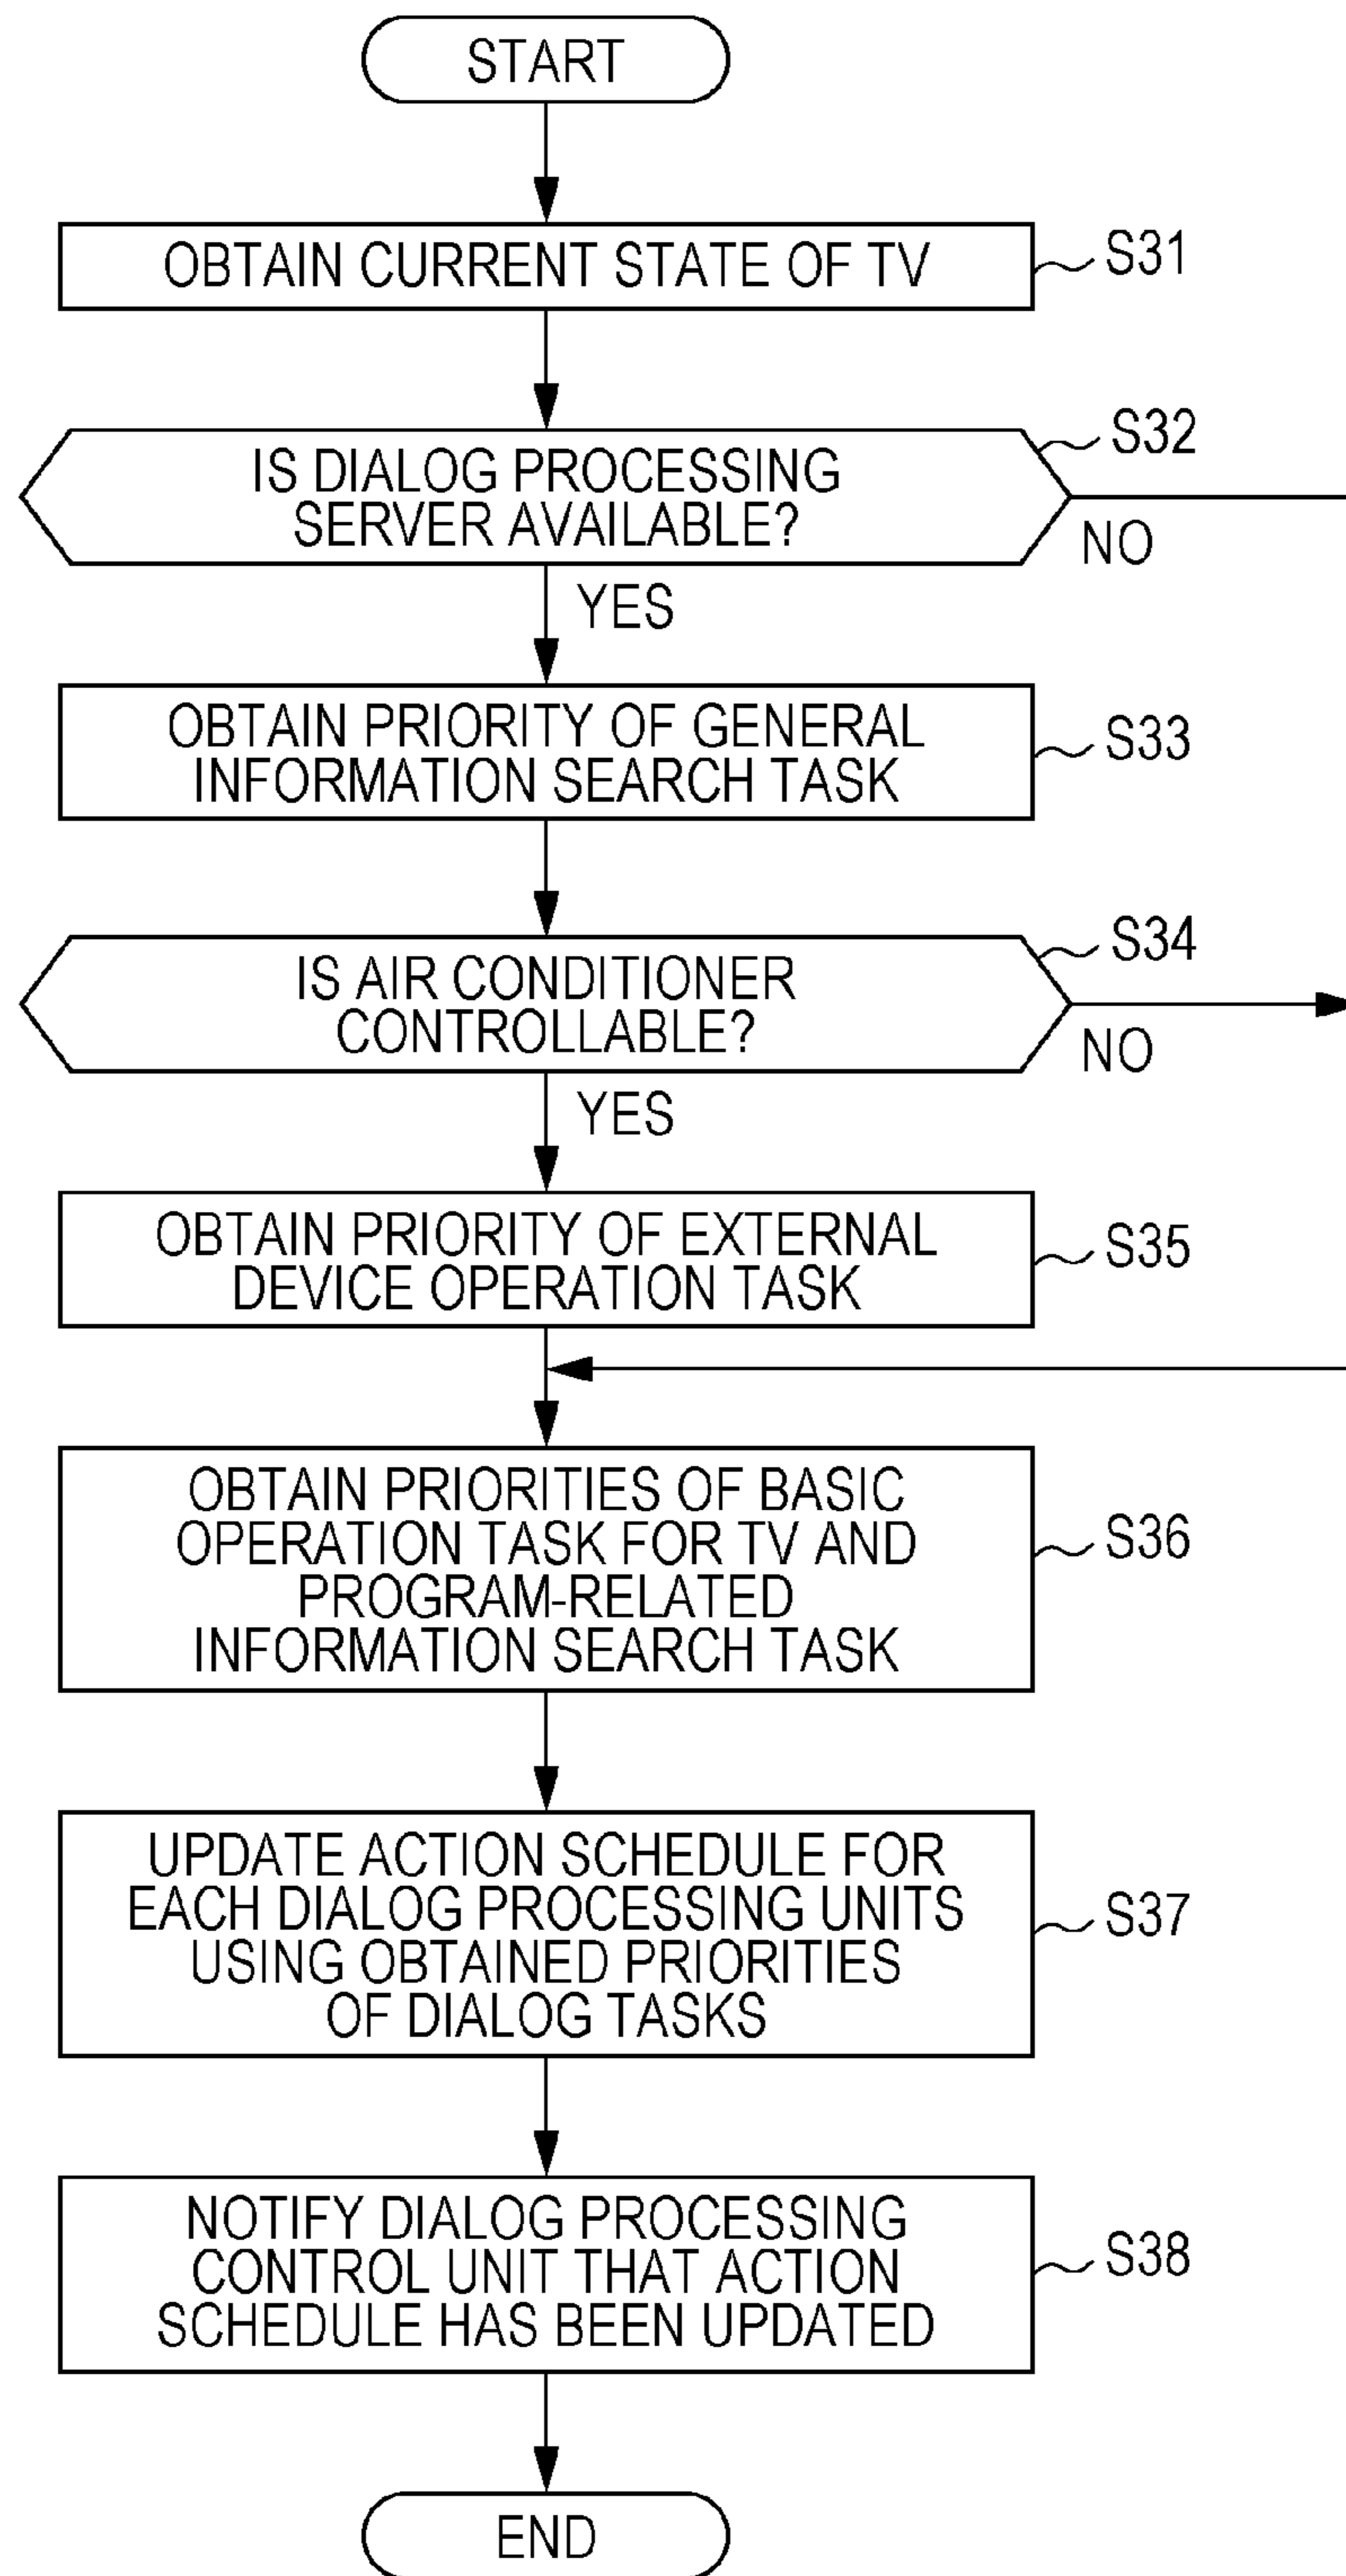 START
OBTAIN CURRENT STATE OF TV
S31
IS DIALOG PROCESSING
SERVER AVAILABLE?
S32
NO
YES
OBTAIN PRIORITY OF GENERAL
INFORMATION SEARCH TASK
S33
IS AIR CONDITIONER
CONTROLLABLE?
S34
NO
YES
OBTAIN PRIORITY OF EXTERNAL
DEVICE OPERATION TASK
S35
OBTAIN PRIORITIES OF BASIC
OPERATION TASK FOR TV AND
PROGRAM-RELATED
INFORMATION SEARCH TASK
S36
UPDATE ACTION SCHEDULE FOR
EACH DIALOG PROCESSING UNITS
USING OBTAINED PRIORITIES
OF DIALOG TASKS
S37
NOTIFY DIALOG PROCESSING
CONTROL UNIT THAT ACTION
SCHEDULE HAS BEEN UPDATED
S38
END